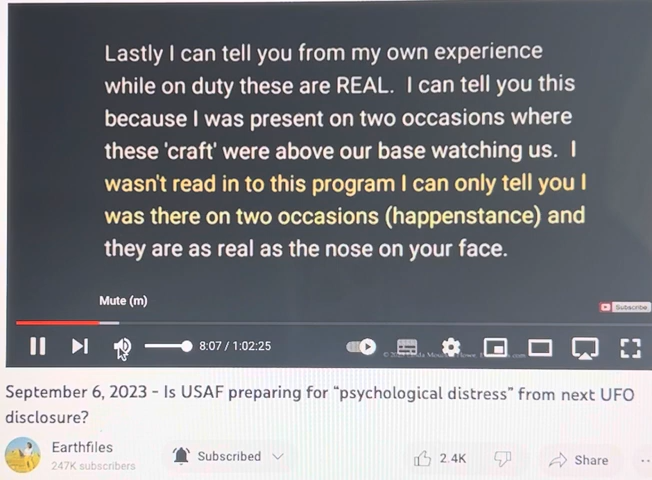 Lastly I can tell you from my own experience
while on duty these are REAL. I can tell you this
because I was present on two occasions where
these 'craft' were above our base watching us. I
wasn't read in to this program I can only tell you I
was there on two occasions (happenstance) and
they are as real as the nose on your face.
Mute (m)
Subscribe
8:07 / 1:02:25
September 6, 2023 - Is USAF preparing for “psychological distress” from next UFO
disclosure?
Earthfiles
247K subscribers
Subscribed
2.4K
Share